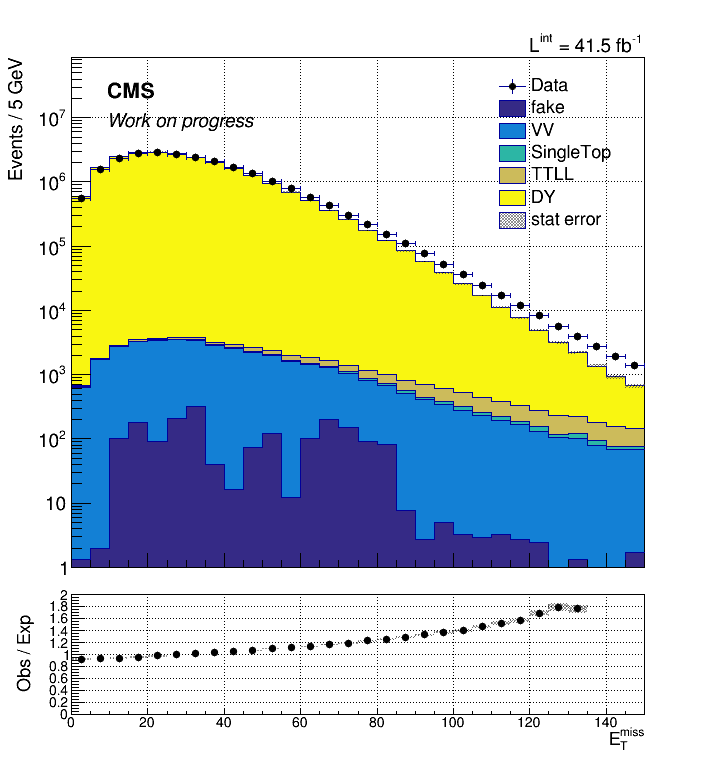 L^int = 41.5 fb^-1
Events / 5 GeV
CMS
Work on progress
Data
fake
VV
SingleTop
TTLL
DY
stat error
10^7
10^6
10^5
10^4
10^3
10^2
10
1
Obs / Exp
2
1.8
1.6
1.4
1.2
1
0.8
0.6
0.4
0.2
0
0 20 40 60 80 100 120 140
E_T^miss